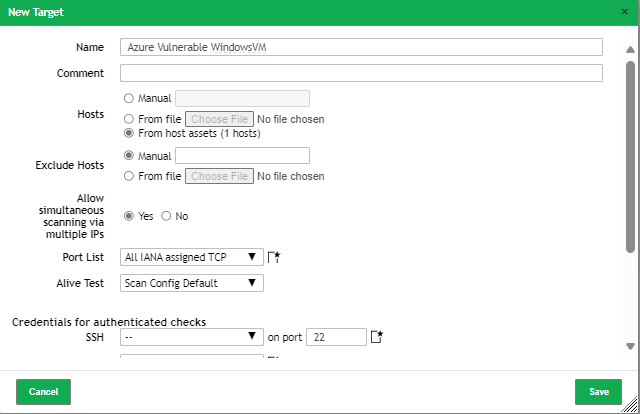 New Target ×
Name Azure Vulnerable WindowsVM
Comment
Manual
Hosts
From file Choose File No file chosen
From host assets (1 hosts)
Manual
Exclude Hosts
From file Choose File No file chosen
Allow
simultaneous
scanning via
multiple IPs
Yes No
Port List All IANA assigned TCP ▼
Alive Test Scan Config Default ▼
Credentials for authenticated checks
SSH -- ▼ on port 22
Cancel Save